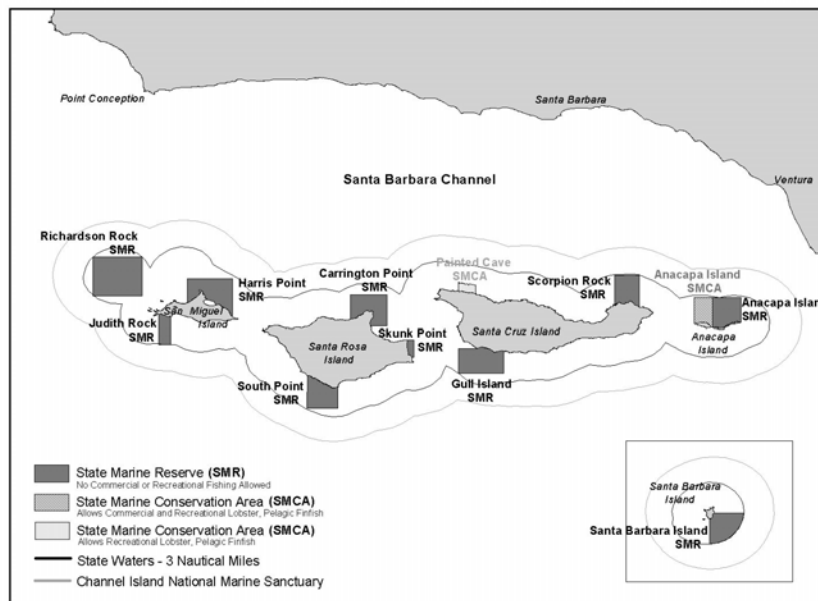 Point Conception
Santa Barbara
Ventura
Santa Barbara Channel
Richardson Rock
SMR
Harris Point
SMR
Carrington Point
SMR
Painted Cave
SMCA
Scorpion Rock
SMR
Anacapa Island
SMCA
Anacapa Islan
SMR
San Miguel
Island
Judith Rock
SMR
Skunk Point
SMR
Santa Rosa
Island
Santa Cruz Island
Anacapa
Island
South Point
SMR
Gull Island
SMR
State Marine Reserve (SMR)
No Commercial or Recreational Fishing Allowed
State Marine Conservation Area (SMCA)
Allows Commercial and Recreational Lobster, Pelagic Finfish
State Marine Conservation Area (SMCA)
Allows Recreational Lobster, Pelagic Finfish
State Waters - 3 Nautical Miles
Channel Island National Marine Sanctuary
Santa Barbara
Island
Santa Barbara Island
SMR